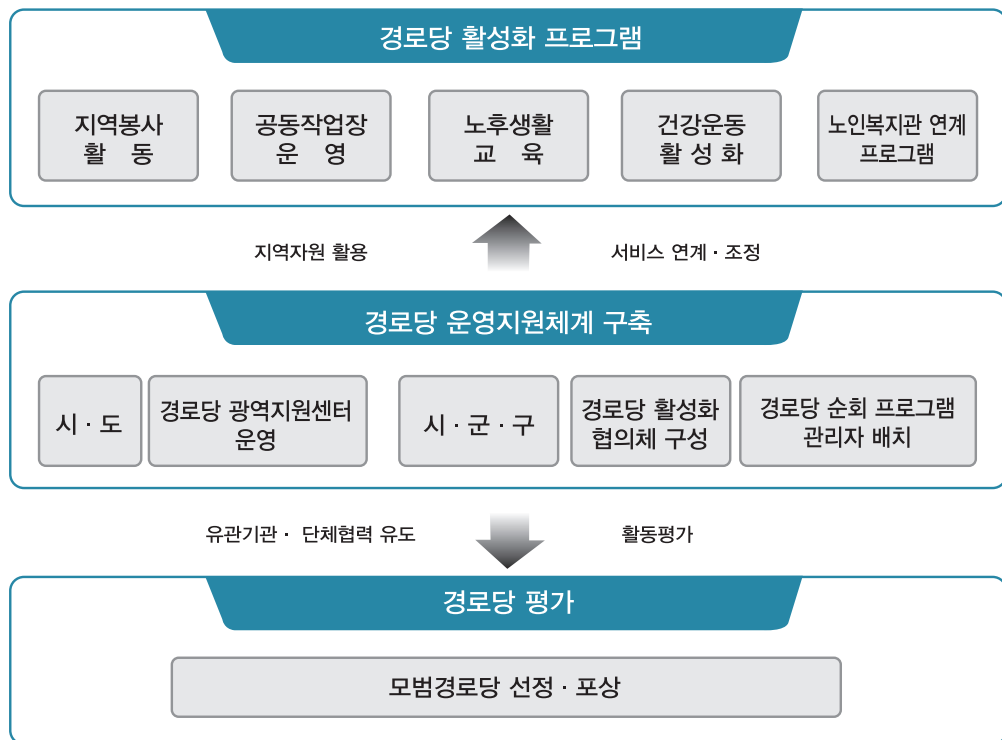 경로당 활성화 프로그램
지역봉사
활 동
공동작업장
운 영
노후생활
교 육
건강운동
활 성 화
노인복지관 연계
프로그램
지역자원 활용
서비스 연계 · 조정
경로당 운영지원체계 구축
시 · 도
경로당 광역지원센터
운영
시 · 군 · 구
경로당 활성화
협의체 구성
경로당 순회 프로그램
관리자 배치
유관기관 · 단체협력 유도
활동평가
경로당 평가
모범경로당 선정 · 포상